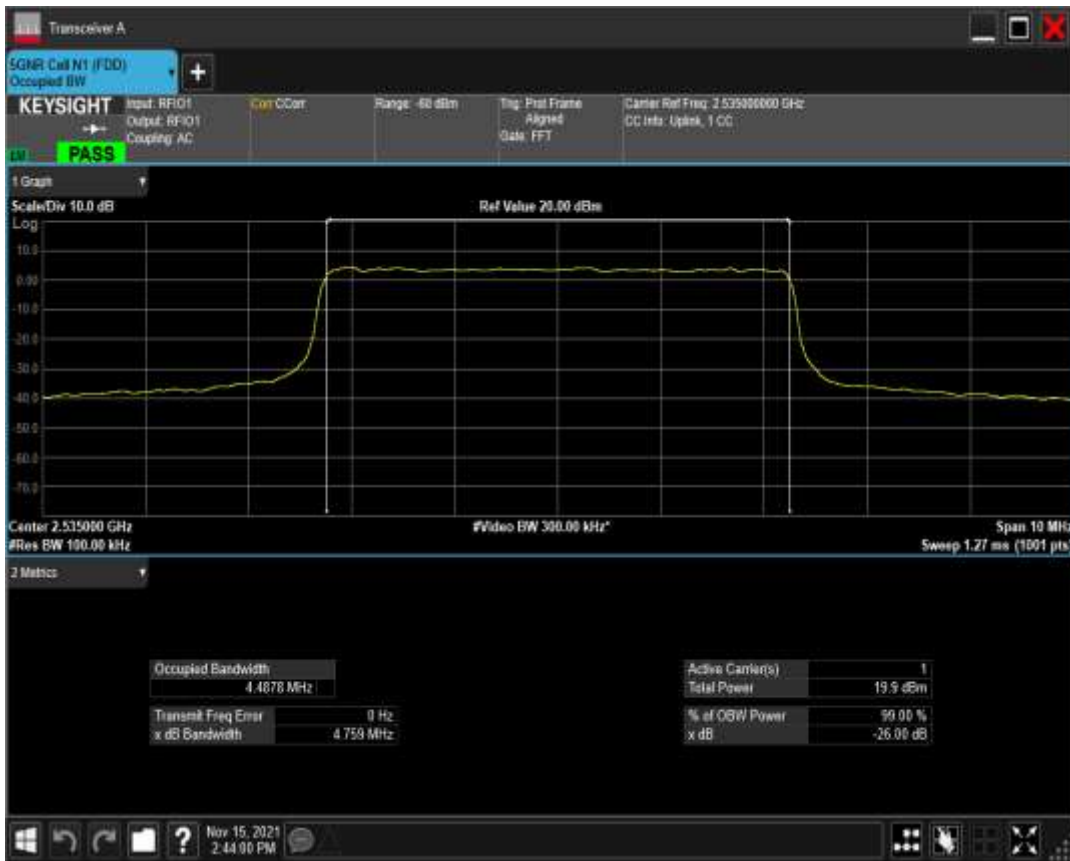 Transceiver A
5GNR Cell N1 (FDD)
Occupied BW
+
KEYSIGHT
Input: RFIO1
Output: RFIO1
Coupling: AC
Corr CCorr
Range: -60 dBm
Trig: Prot Frame
Aligned
Gate: FFT
Carrier Ref Freq: 2.535000000 GHz
CC Info: Uplink, 1 CC
PASS
1 Graph
Scale/Div 10.0 dB
Ref Value 20.00 dBm
Log
10.0
0.00
-10.0
-20.0
-30.0
-40.0
-50.0
-60.0
-70.0
Center 2.535000 GHz
#Video BW 300.00 kHz*
Span 10 MHz
#Res BW 100.00 kHz
Sweep 1.27 ms (1001 pts)
2 Metrics
Occupied Bandwidth
4.4878 MHz
Transmit Freq Error 0 Hz
x dB Bandwidth 4.759 MHz
Active Carrier(s) 1
Total Power 19.9 dBm
% of OBW Power 99.00 %
x dB -26.00 dB
?
Nov 15, 2021
2:44:00 PM